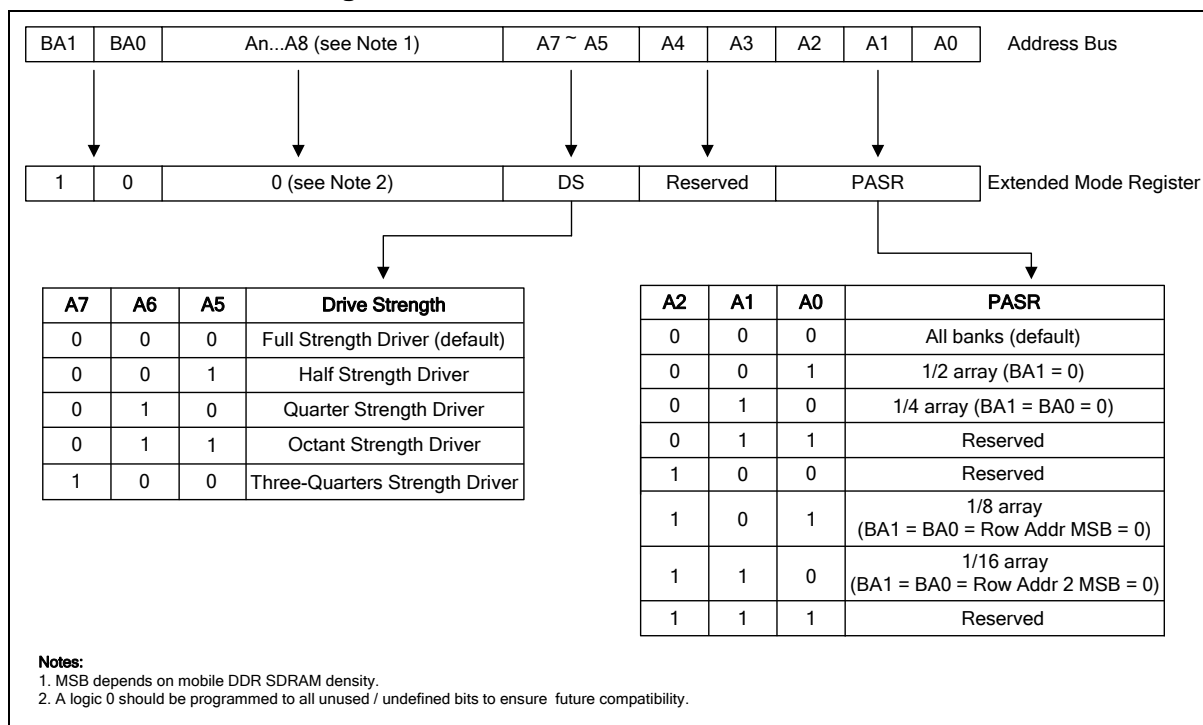 BA1 BA0 An...A8 (see Note 1) A7 ~ A5 A4 A3 A2 A1 A0 Address Bus
1 0 0 (see Note 2) DS Reserved PASR Extended Mode Register
A7 A6 A5 Drive Strength
0 0 0 Full Strength Driver (default)
0 0 1 Half Strength Driver
0 1 0 Quarter Strength Driver
0 1 1 Octant Strength Driver
1 0 0 Three-Quarters Strength Driver
A2 A1 A0 PASR
0 0 0 All banks (default)
0 0 1 1/2 array (BA1 = 0)
0 1 0 1/4 array (BA1 = BA0 = 0)
0 1 1 Reserved
1 0 0 Reserved
1 0 1 1/8 array
(BA1 = BA0 = Row Addr MSB = 0)
1 1 0 1/16 array
(BA1 = BA0 = Row Addr 2 MSB = 0)
1 1 1 Reserved
Notes:
1. MSB depends on mobile DDR SDRAM density.
2. A logic 0 should be programmed to all unused / undefined bits to ensure future compatibility.